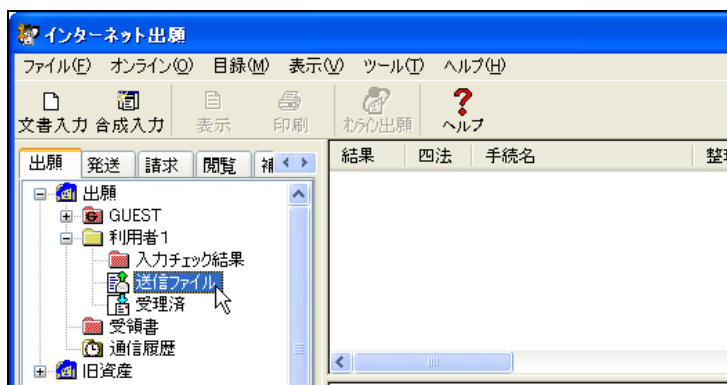 インターネット出願
ファイル(F) オンライン(O) 目録(M) 表示(V) ツール(T) ヘルプ(H)
文書入力 合成入力 表示 印刷 オンライン出願 ヘルプ
出願 発送 請求 閲覧 補
結果 四法 手続名 整理
出願
GUEST
利用者1
入力チェック結果
送信ファイル
受理済
受領書
通信履歴
旧資産